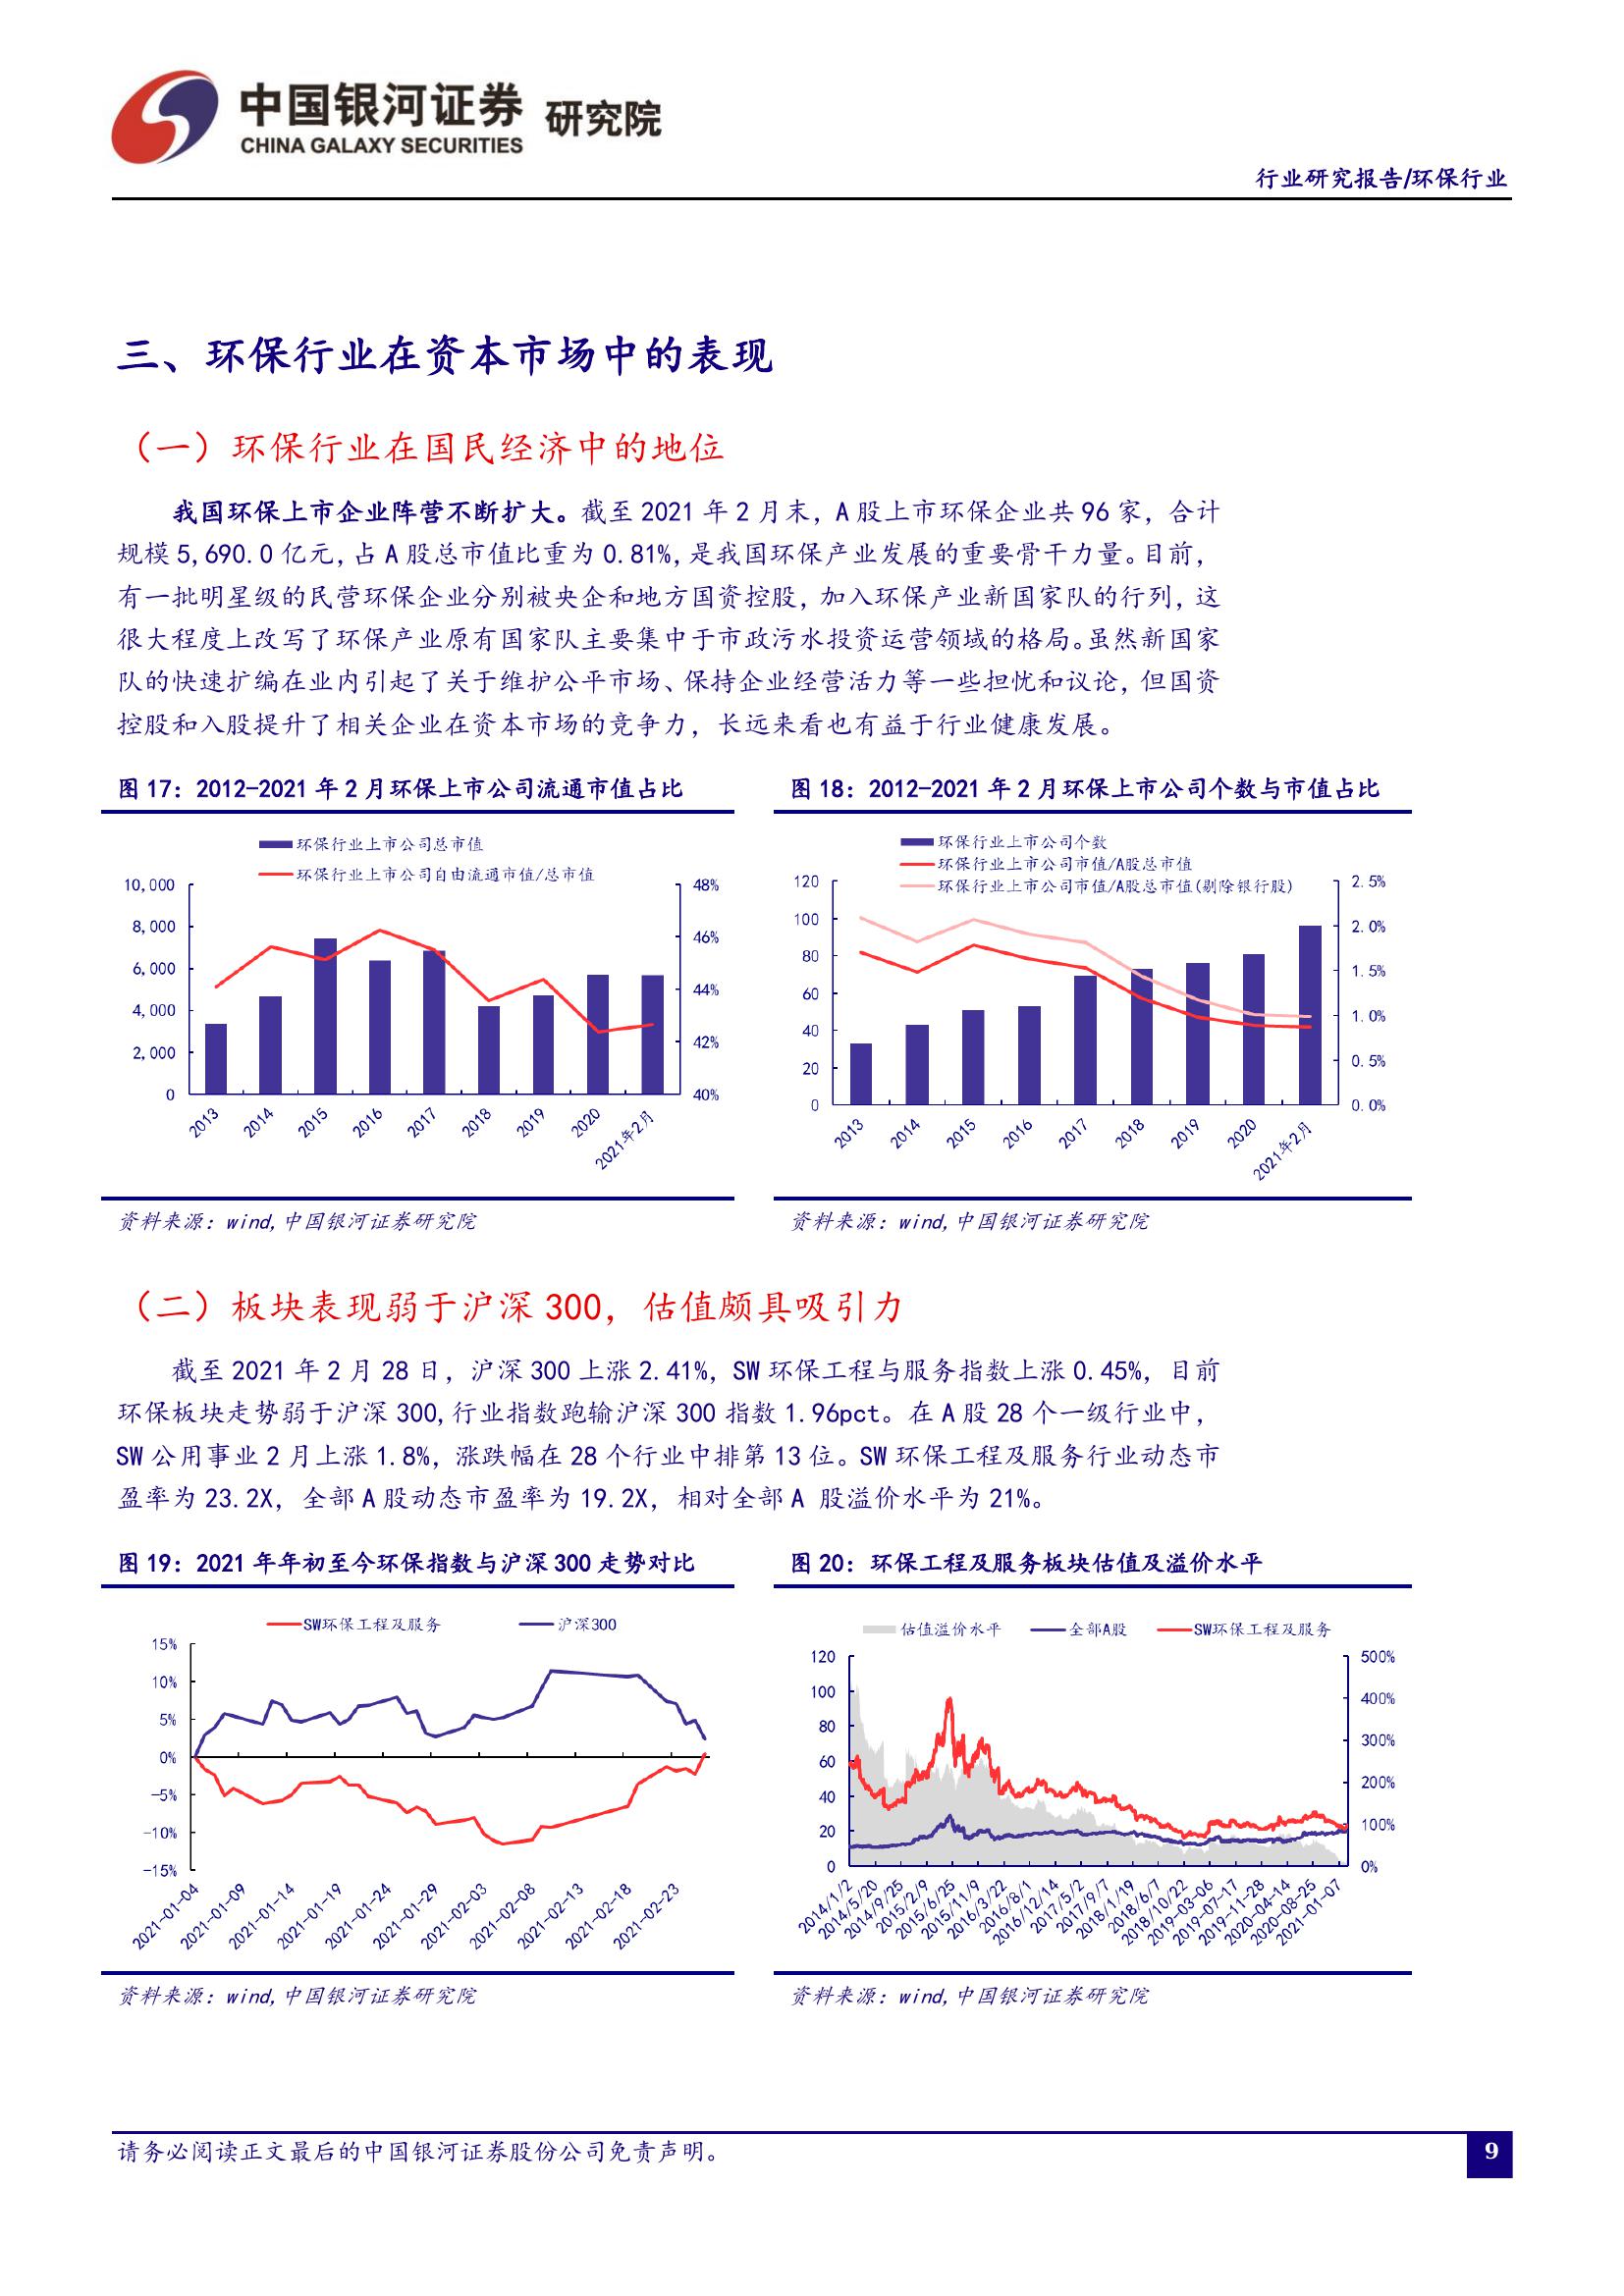 中国银河证券 研究院
CHINA GALAXY SECURITIES
行业研究报告/环保行业
三、环保行业在资本市场中的表现
（一）环保行业在国民经济中的地位
我国环保上市企业阵营不断扩大。截至 2021 年 2 月末，A 股上市环保企业共 96 家，合计
规模 5,690.0 亿元，占 A 股总市值比重为 0.81%，是我国环保产业发展的重要骨干力量。目前，
有一批明星级的民营环保企业分别被央企和地方国资控股，加入环保产业新国家队的行列，这
很大程度上改写了环保产业原有国家队主要集中于市政污水投资运营领域的格局。虽然新国家
队的快速扩编在业内引起了关于维护公平市场、保持企业经营活力等一些担忧和议论，但国资
控股和入股提升了相关企业在资本市场的竞争力，长远来看也有益于行业健康发展。
图 17：2012-2021 年 2 月环保上市公司流通市值占比
环保行业上市公司总市值
环保行业上市公司自由流通市值/总市值
10,000
8,000
6,000
4,000
2,000
0
48%
46%
44%
42%
40%
2013
2014
2015
2016
2017
2018
2019
2020
2021年2月
资料来源：wind,中国银河证券研究院
图 18：2012-2021 年 2 月环保上市公司个数与市值占比
环保行业上市公司个数
环保行业上市公司市值/A股总市值
环保行业上市公司市值/A股总市值(剔除银行股)
120
100
80
60
40
20
0
2.5%
2.0%
1.5%
1.0%
0.5%
0.0%
2013
2014
2015
2016
2017
2018
2019
2020
2021年2月
资料来源：wind,中国银河证券研究院
（二）板块表现弱于沪深 300，估值颇具吸引力
截至 2021 年 2 月 28 日，沪深 300 上涨 2.41%，SW 环保工程与服务指数上涨 0.45%，目前
环保板块走势弱于沪深 300,行业指数跑输沪深 300 指数 1.96pct。在 A 股 28 个一级行业中，
SW 公用事业 2 月上涨 1.8%，涨跌幅在 28 个行业中排第 13 位。SW 环保工程及服务行业动态市
盈率为 23.2X，全部 A 股动态市盈率为 19.2X，相对全部 A 股溢价水平为 21%。
图 19：2021 年年初至今环保指数与沪深 300 走势对比
SW环保工程及服务
沪深300
15%
10%
5%
0%
-5%
-10%
-15%
2021-01-04
2021-01-09
2021-01-14
2021-01-19
2021-01-24
2021-01-29
2021-02-03
2021-02-08
2021-02-13
2021-02-18
2021-02-23
资料来源：wind,中国银河证券研究院
图 20：环保工程及服务板块估值及溢价水平
估值溢价水平
全部A股
SW环保工程及服务
120
100
80
60
40
20
0
500%
400%
300%
200%
100%
0%
2014/1/2
2014/5/20
2014/9/25
2015/2/9
2015/6/25
2015/11/9
2016/3/22
2016/8/1
2016/12/14
2017/5/2
2017/9/7
2018/1/19
2018/6/7
2018/10/22
2019-03-06
2019-07-17
2019-11-28
2020-04-14
2020-08-25
2021-01-07
资料来源：wind,中国银河证券研究院
请务必阅读正文最后的中国银河证券股份公司免责声明。
9